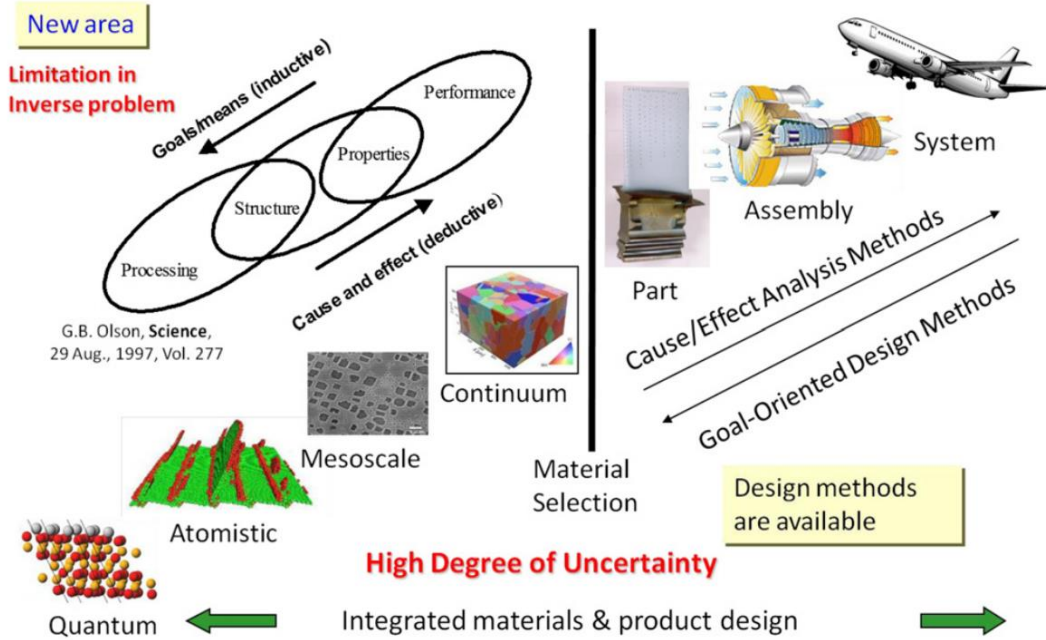 New area
Limitation in
Inverse problem
Goals/means (inductive)
Performance
Properties
Structure
Processing
Cause and effect (deductive)
G.B. Olson, Science,
29 Aug., 1997, Vol. 277
System
Assembly
Part
Cause/Effect Analysis Methods
Goal-Oriented Design Methods
Continuum
Mesoscale
Atomistic
Quantum
Material
Selection
Design methods
are available
High Degree of Uncertainty
Integrated materials & product design